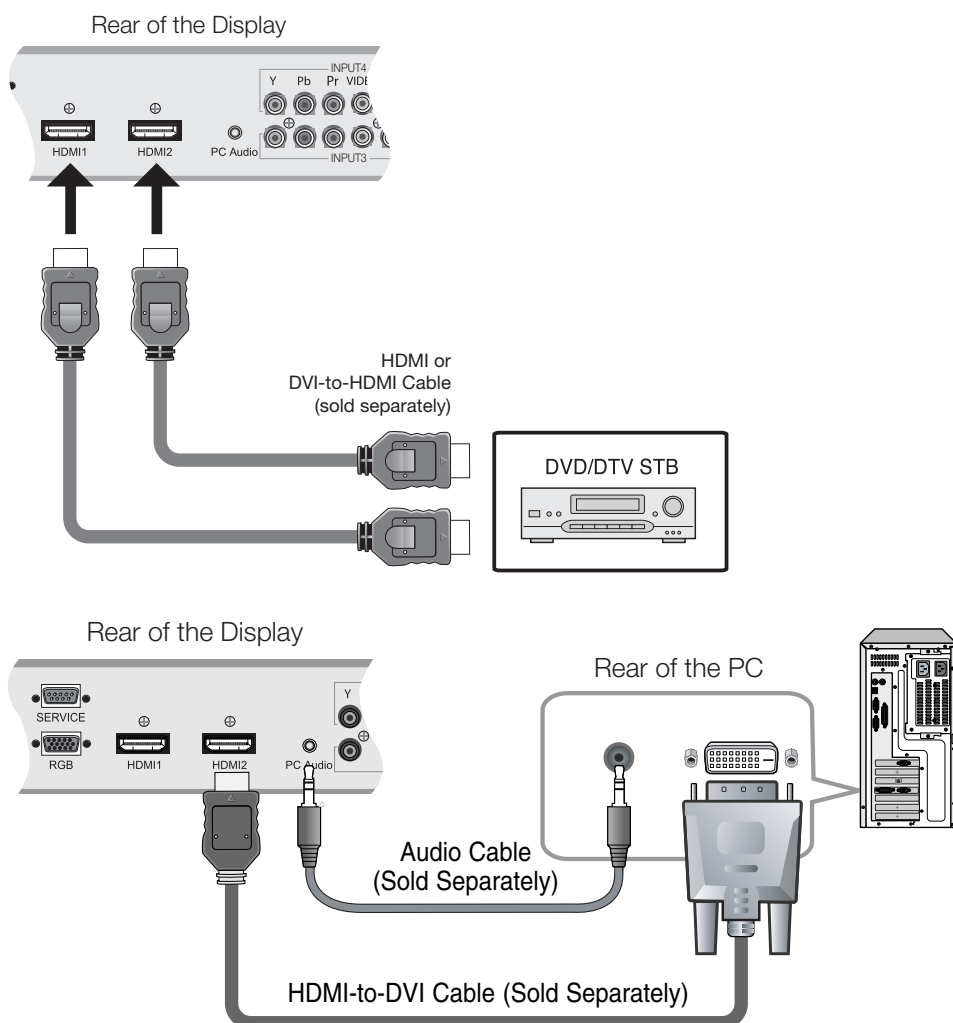 Rear of the Display
INPUT4
Y Pb Pr
HDMI1 HDMI2 PC Audio
INPUT3
HDMI or
DVI-to-HDMI Cable
(sold separately)
DVD/DTV STB
Rear of the Display
Rear of the PC
SERVICE
Y
RGB HDMI1 HDMI2 PC Audio
Audio Cable
(Sold Separately)
HDMI-to-DVI Cable (Sold Separately)